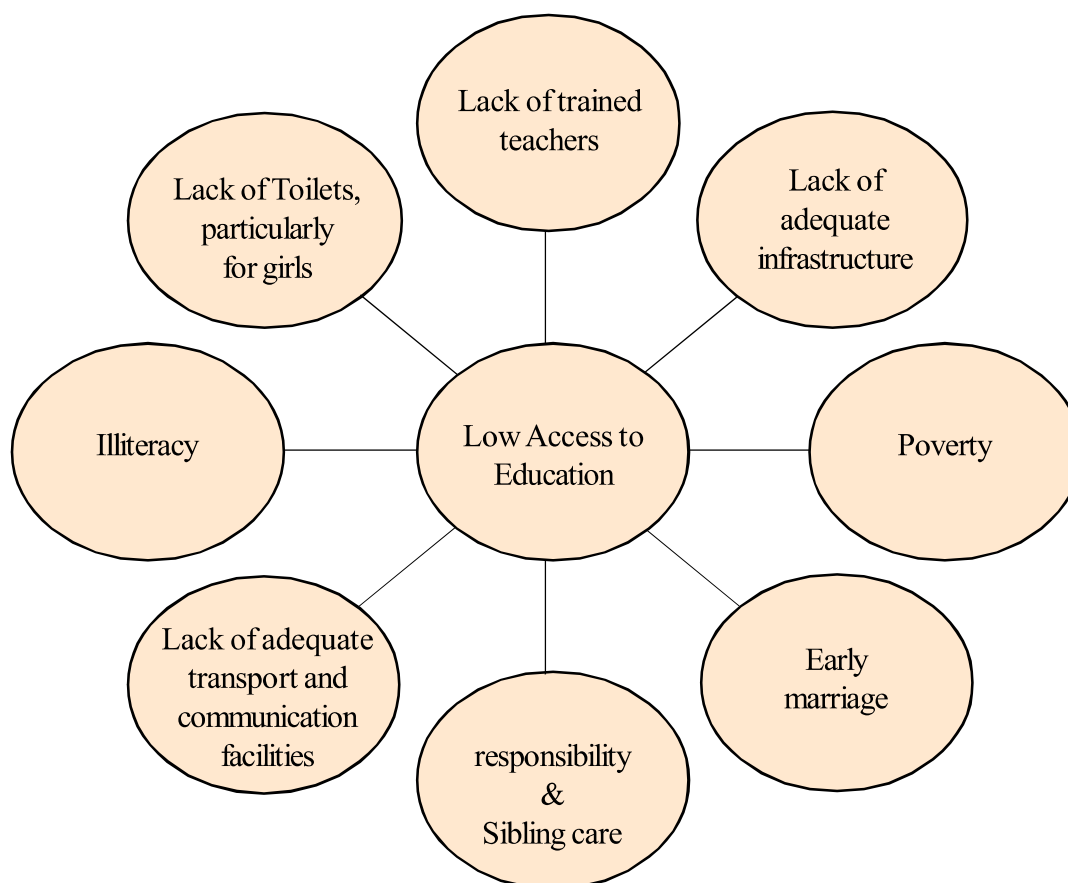 Lack of trained
teachers
Lack of Toilets,
particularly
for girls
Lack of
adequate
infrastructure
Illiteracy
Low Access to
Education
Poverty
Lack of adequate
transport and
communication
facilities
Early
marriage
responsibility
&
Sibling care